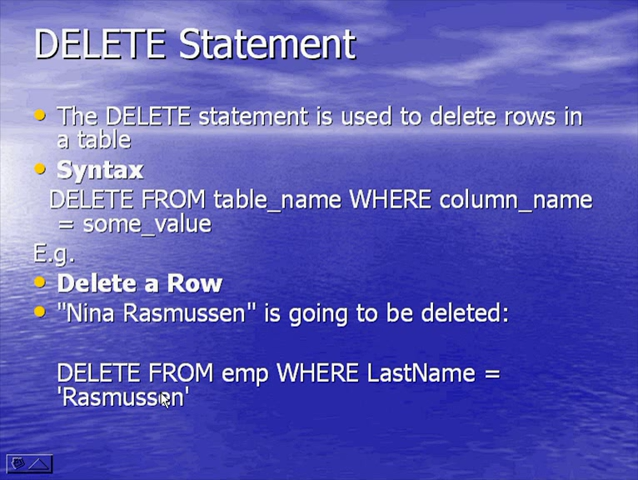 DELETE Statement
• The DELETE statement is used to delete rows in
a table
• Syntax
DELETE FROM table_name WHERE column_name
= some_value
E.g.
• Delete a Row
• "Nina Rasmussen" is going to be deleted:
DELETE FROM emp WHERE LastName =
'Rasmussen'